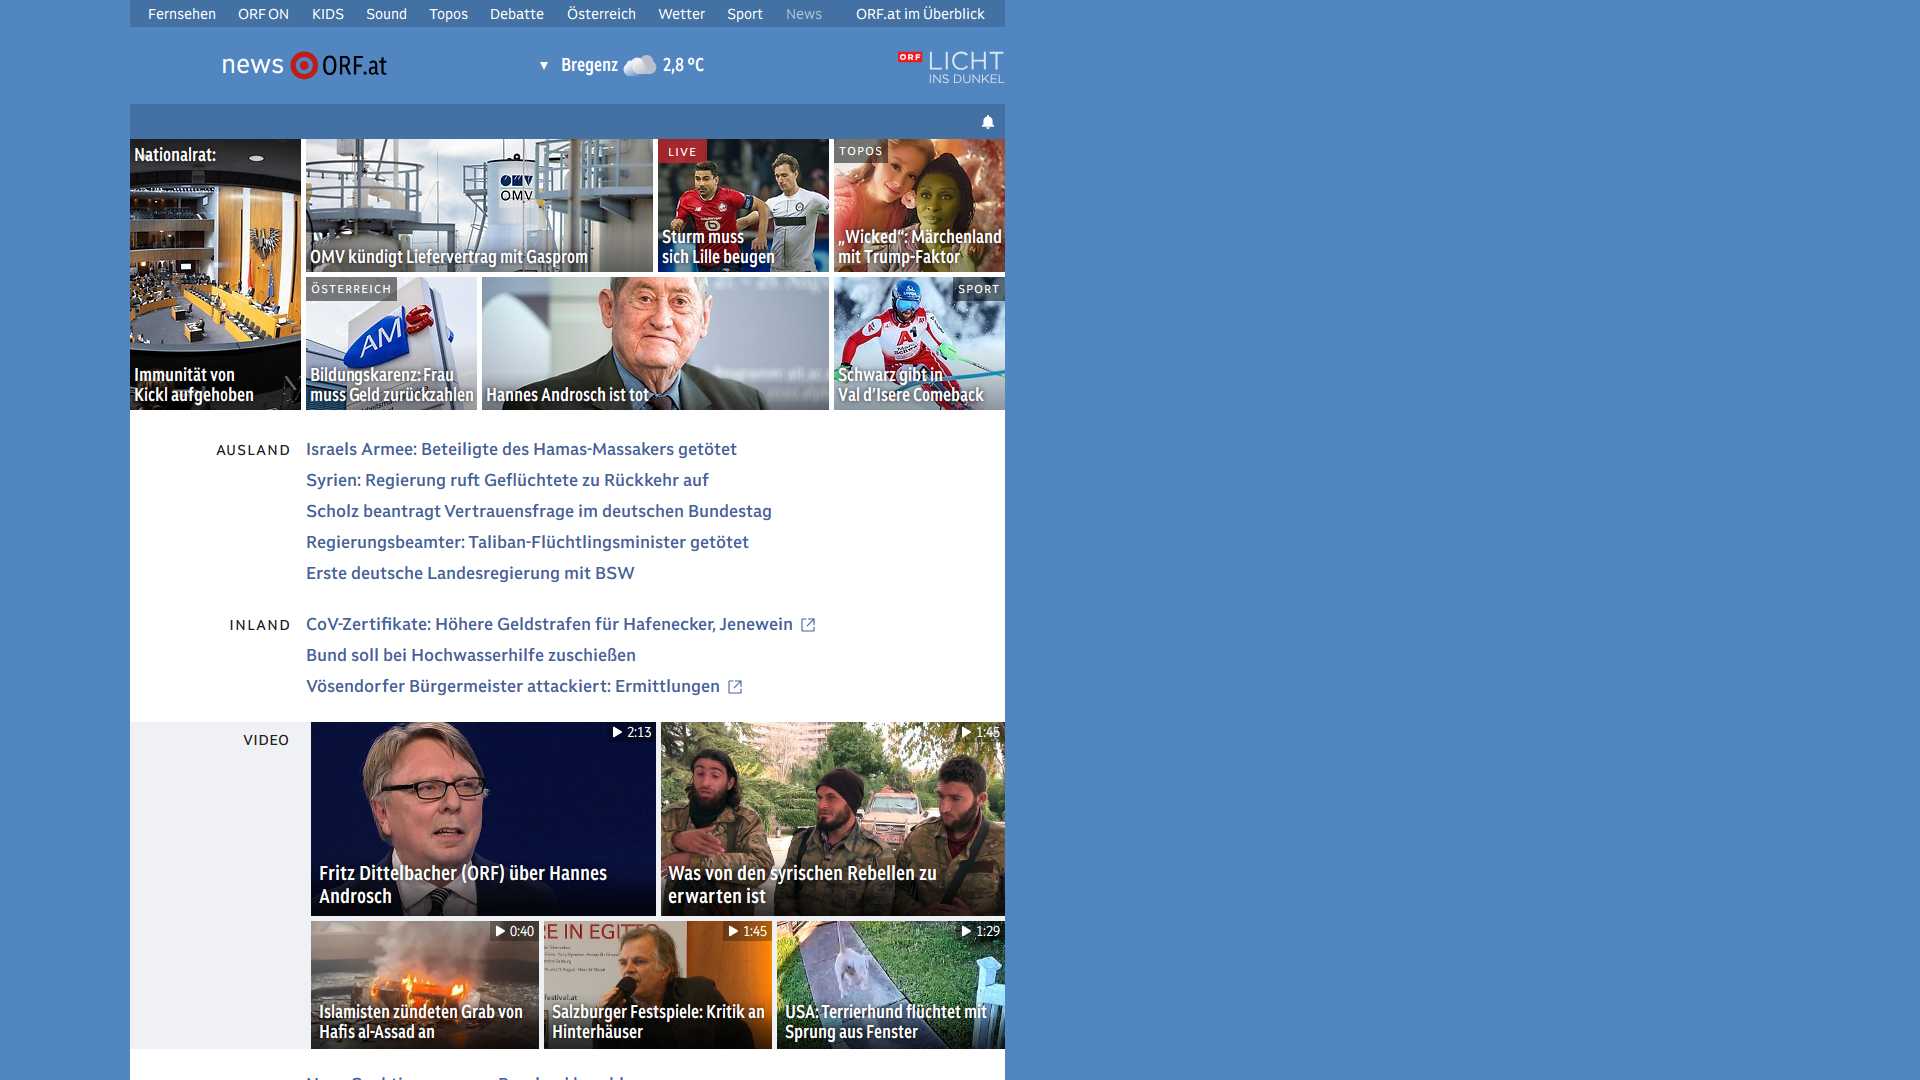 Fernsehen ORF ON KIDS Sound Topos Debatte Österreich Wetter Sport News ORF.at im Überblick
news ORF.at
Bregenz 2,8 °C
ORF LICHT
INS DUNKEL
Nationalrat:
Immunität von
Kickl aufgehoben
OMV
OMV
OMV kündigt Liefervertrag mit Gasprom
LIVE
Sturm muss
sich Lille beugen
TOPOS
„Wicked“: Märchenland
mit Trump-Faktor
ÖSTERREICH
AMS
Bildungskarenz: Frau
muss Geld zurückzahlen
Hannes Androsch ist tot
SPORT
Schwarz gibt in
Val d’Isere Comeback
AUSLAND
Israels Armee: Beteiligte des Hamas-Massakers getötet
Syrien: Regierung ruft Geflüchtete zu Rückkehr auf
Scholz beantragt Vertrauensfrage im deutschen Bundestag
Regierungsbeamter: Taliban-Flüchtlingsminister getötet
Erste deutsche Landesregierung mit BSW
INLAND
CoV-Zertifikate: Höhere Geldstrafen für Hafenecker, Jenewein
Bund soll bei Hochwasserhilfe zuschießen
Vösendorfer Bürgermeister attackiert: Ermittlungen
VIDEO
2:13
Fritz Dittelbacher (ORF) über Hannes
Androsch
1:45
Was von den syrischen Rebellen zu
erwarten ist
0:40
Islamisten zündeten Grab von
Hafis al-Assad an
RE IN EGITTO
1:45
festival.at
Salzburger Festspiele: Kritik an
Hinterhäuser
1:29
USA: Terrierhund flüchtet mit
Sprung aus Fenster